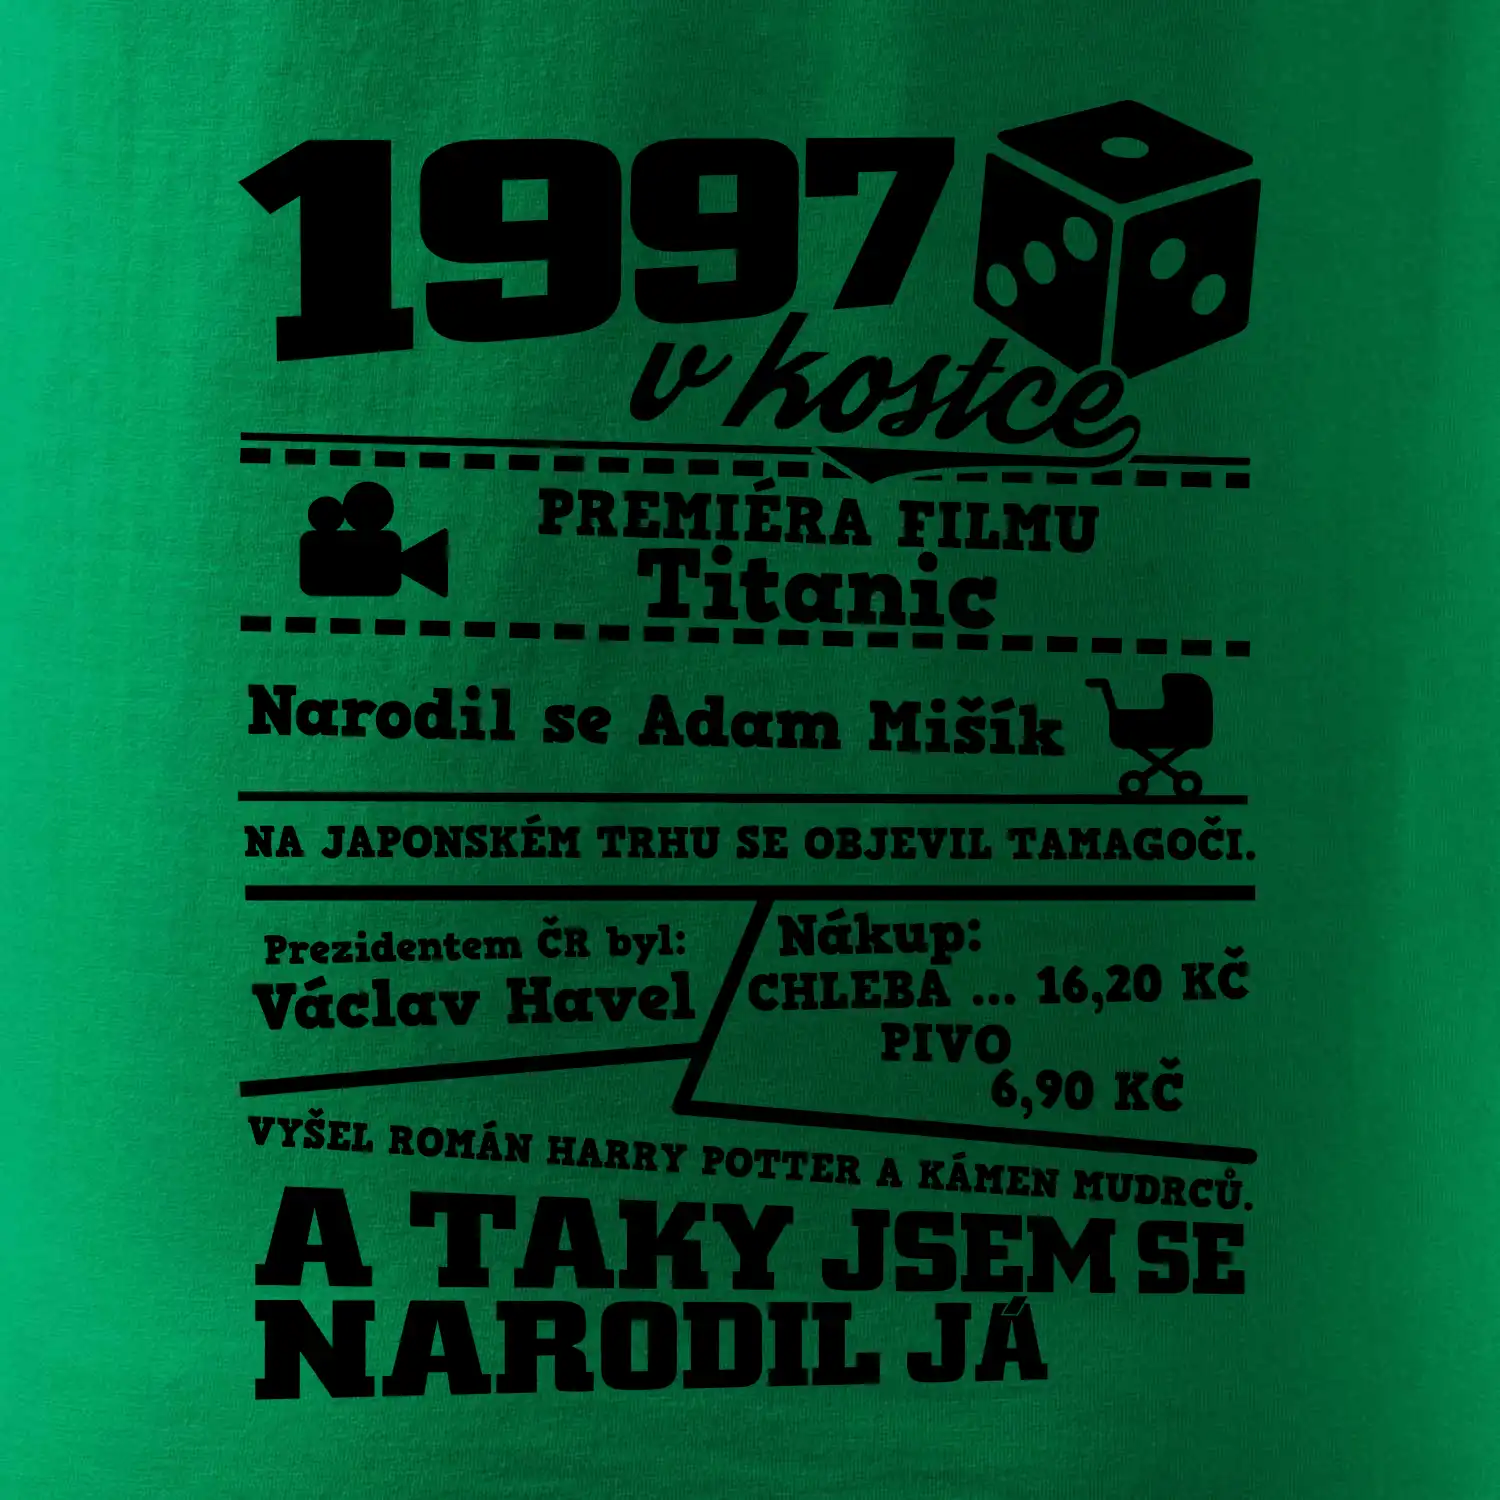 1997
v kostce
PREMIÉRA FILMU
Titanic
Narodil se Adam Mišík
NA JAPONSKÉM TRHU SE OBJEVIL TAMAGOČI.
Prezidentem ČR byl:
Václav Havel
Nákup:
CHLEBA ... 16,20 KČ
PIVO
6,90 KČ
VYŠEL ROMÁN HARRY POTTER A KÁMEN MUDRCŮ.
A TAKY JSEM SE
NARODIL JÁ